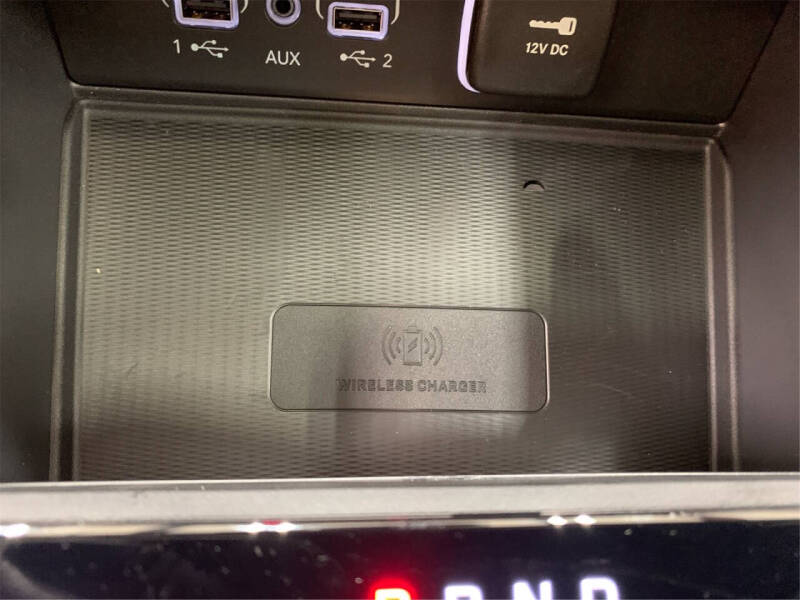 1
AUX
2
12V DC
WIRELESS CHARGER
P R N D